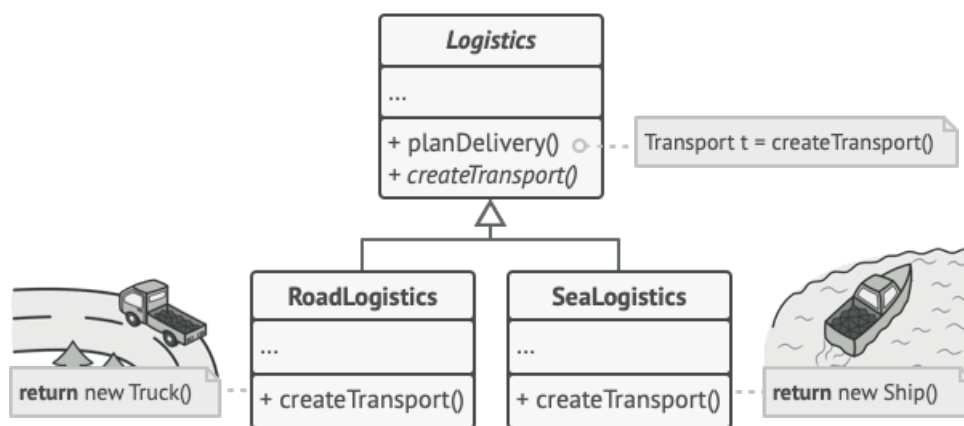 Logistics
...
+ planDelivery()
+ createTransport()
Transport t = createTransport()
RoadLogistics
...
+ createTransport()
return new Truck()
SeaLogistics
...
+ createTransport()
return new Ship()